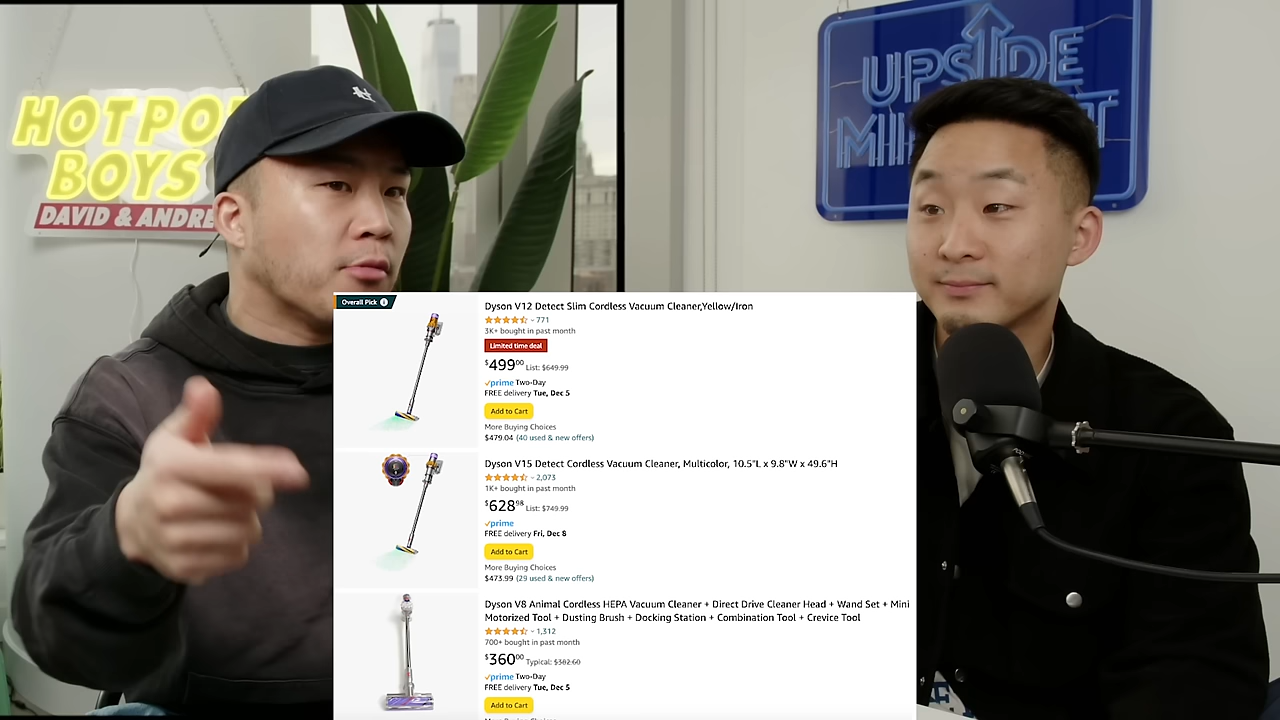 HOT PO
BOYS
DAVID & ANDRE
UPSIDE
Overall Pick
Dyson V12 Detect Slim Cordless Vacuum Cleaner,Yellow/Iron
771
3K+ bought in past month
Limited time deal
$499.00 List: $649.99
prime Two-Day
FREE delivery Tue, Dec 5
Add to Cart
More Buying Choices
$479.04 (40 used & new offers)
Dyson V15 Detect Cordless Vacuum Cleaner, Multicolor, 10.5"L x 9.8"W x 49.6"H
2,073
1K+ bought in past month
$628.98 List: $749.99
prime
FREE delivery Fri, Dec 8
Add to Cart
More Buying Choices
$473.99 (29 used & new offers)
Dyson V8 Animal Cordless HEPA Vacuum Cleaner + Direct Drive Cleaner Head + Wand Set + Mini
Motorized Tool + Dusting Brush + Docking Station + Combination Tool + Crevice Tool
1,312
700+ bought in past month
$360.00 Typical: $382.60
prime Two-Day
FREE delivery Tue, Dec 5
Add to Cart